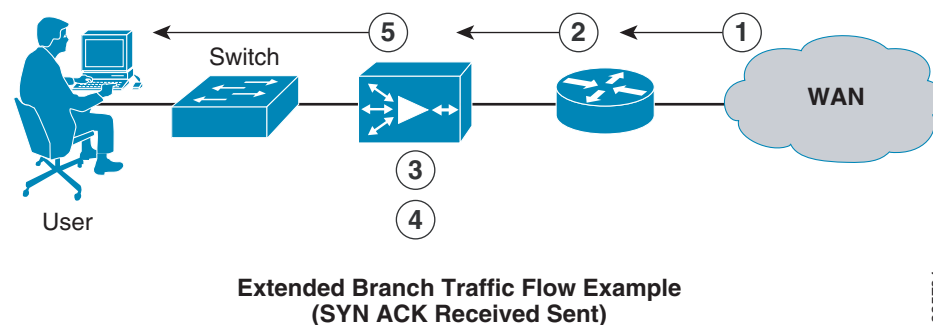 5
2
1
Switch
WAN
3
4
User
Extended Branch Traffic Flow Example
(SYN ACK Received Sent)